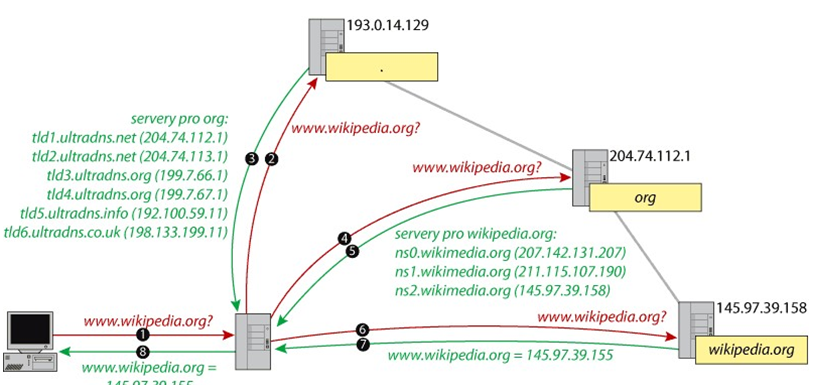 193.0.14.129
.
servery pro org:
tld1.ultradns.net (204.74.112.1)
tld2.ultradns.net (204.74.113.1)
tld3.ultradns.org (199.7.66.1)
tld4.ultradns.org (199.7.67.1)
tld5.ultradns.info (192.100.59.11)
tld6.ultradns.co.uk (198.133.199.11)
3
2
www.wikipedia.org?
www.wikipedia.org?
204.74.112.1
org
4
5
servery pro wikipedia.org:
ns0.wikimedia.org (207.142.131.207)
ns1.wikimedia.org (211.115.107.190)
ns2.wikimedia.org (145.97.39.158)
www.wikipedia.org?
1
8
www.wikipedia.org =
145.97.39.155
6
7
www.wikipedia.org?
www.wikipedia.org = 145.97.39.155
145.97.39.158
wikipedia.org